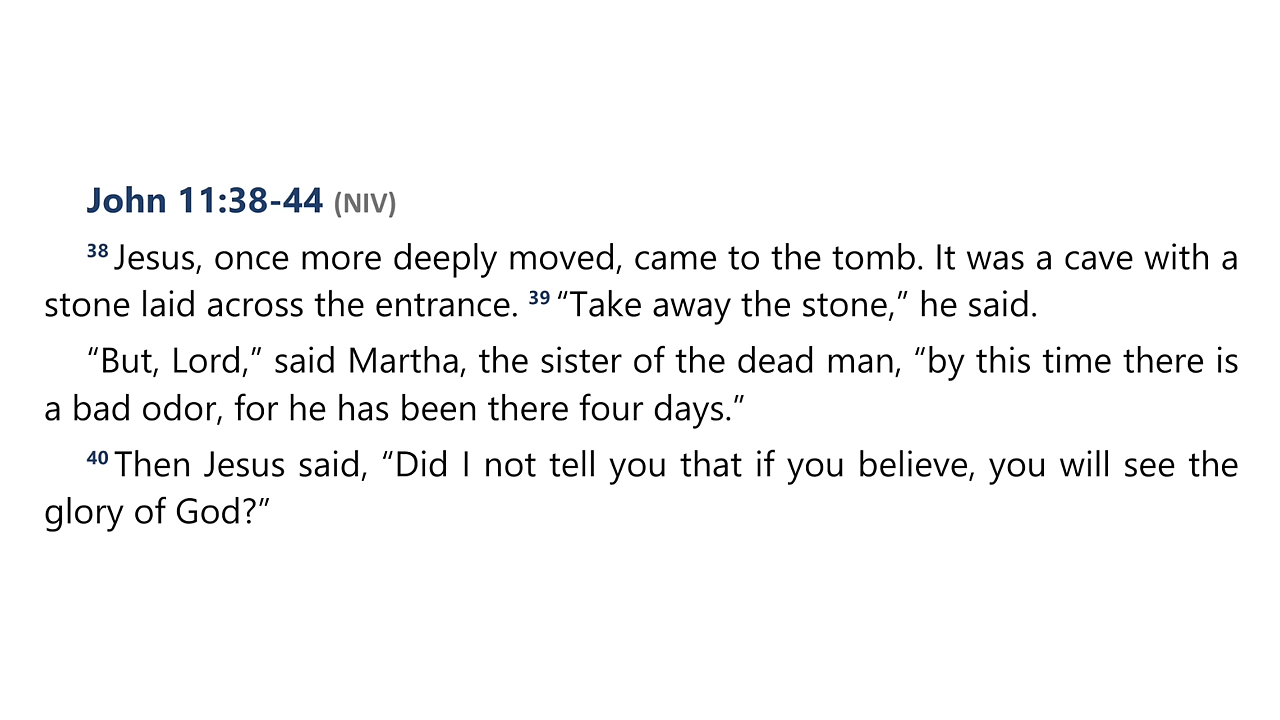 John 11:38-44 (NIV)
38 Jesus, once more deeply moved, came to the tomb. It was a cave with a
stone laid across the entrance. 39 “Take away the stone,” he said.
“But, Lord,” said Martha, the sister of the dead man, “by this time there is
a bad odor, for he has been there four days.”
40 Then Jesus said, “Did I not tell you that if you believe, you will see the
glory of God?”